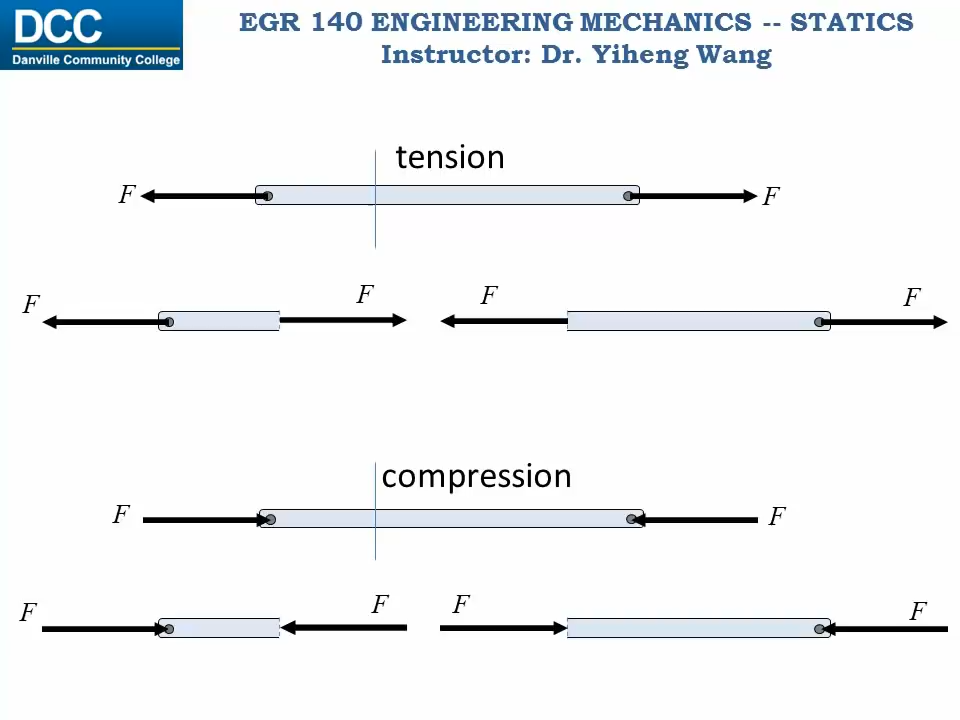 DCC
Danville Community College
EGR 140 ENGINEERING MECHANICS -- STATICS
Instructor: Dr. Yiheng Wang
tension
F F
F F F F
compression
F F
F F F F